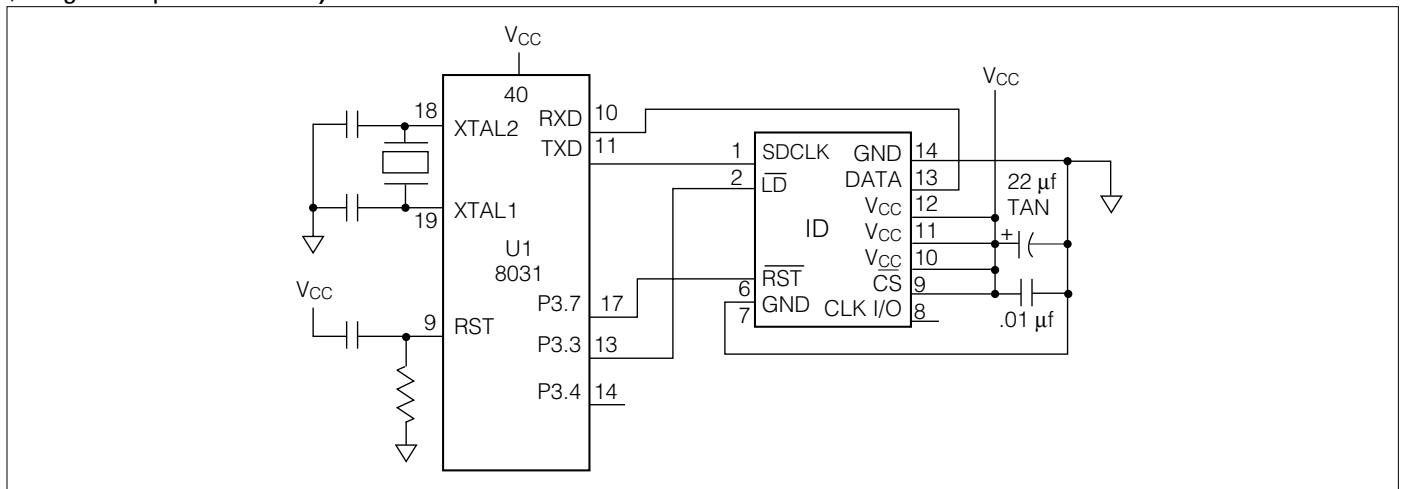 VCC
40
18
XTAL2
RXD 10
TXD 11
19
XTAL1
U1
8031
VCC
9
RST
P3.7 17
P3.3 13
P3.4 14
1
SDCLK
2
LD
ID
RST
6
GND
7
GND 14
DATA 13
VCC 12
VCC 11
VCC 10
CS 9
CLK I/O 8
VCC
22 µf
TAN
+
.01 µf